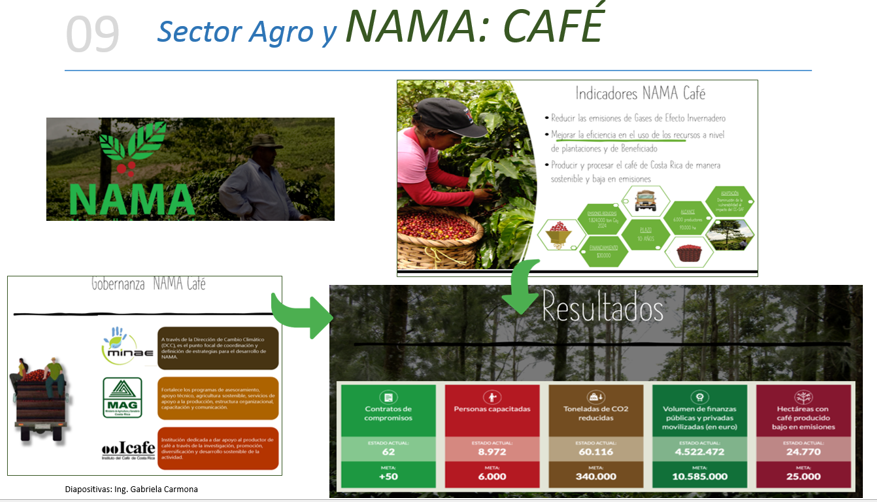 09
Sector Agro y NAMA: CAFÉ
NAMA
Indicadores NAMA Café
• Reducir las emisiones de Gases de Efecto Invernadero
• Mejorar la eficiencia en el uso de los recursos a nivel
de plantaciones y de Beneficiado
• Producir y procesar el café de Costa Rica de manera
sostenible y baja en emisiones
PLAZO
10 AÑOS
Gobernanza NAMA Café
minae
A través de la Dirección de Cambio Climático
(DCC), es el punto focal de coordinación y
definición de estrategias para el desarrollo de
NAMA.
MAG
Fortalece los programas de asesoramiento,
apoyo técnico, agricultura sostenible, servicios de
apoyo a la producción, estructura organizacional,
capacitación y comunicación.
Icafe
Instituto del Café de Costa Rica
Institución dedicada a dar apoyo al productor de
café a través de la investigación, promoción,
diversificación y desarrollo sostenible de la
actividad.
Resultados
Contratos de
compromisos
ESTADO ACTUAL:
62
META:
+50
Personas capacitadas
ESTADO ACTUAL:
8.972
META:
6.000
Toneladas de CO2
reducidas
ESTADO ACTUAL:
60.116
META:
340.000
Volumen de finanzas
públicas y privadas
movilizadas (en euro)
ESTADO ACTUAL:
4.522.472
META:
10.585.000
Hectáreas con
café producido
bajo en emisiones
ESTADO ACTUAL:
24.770
META:
25.000
Diapositivas: Ing. Gabriela Carmona